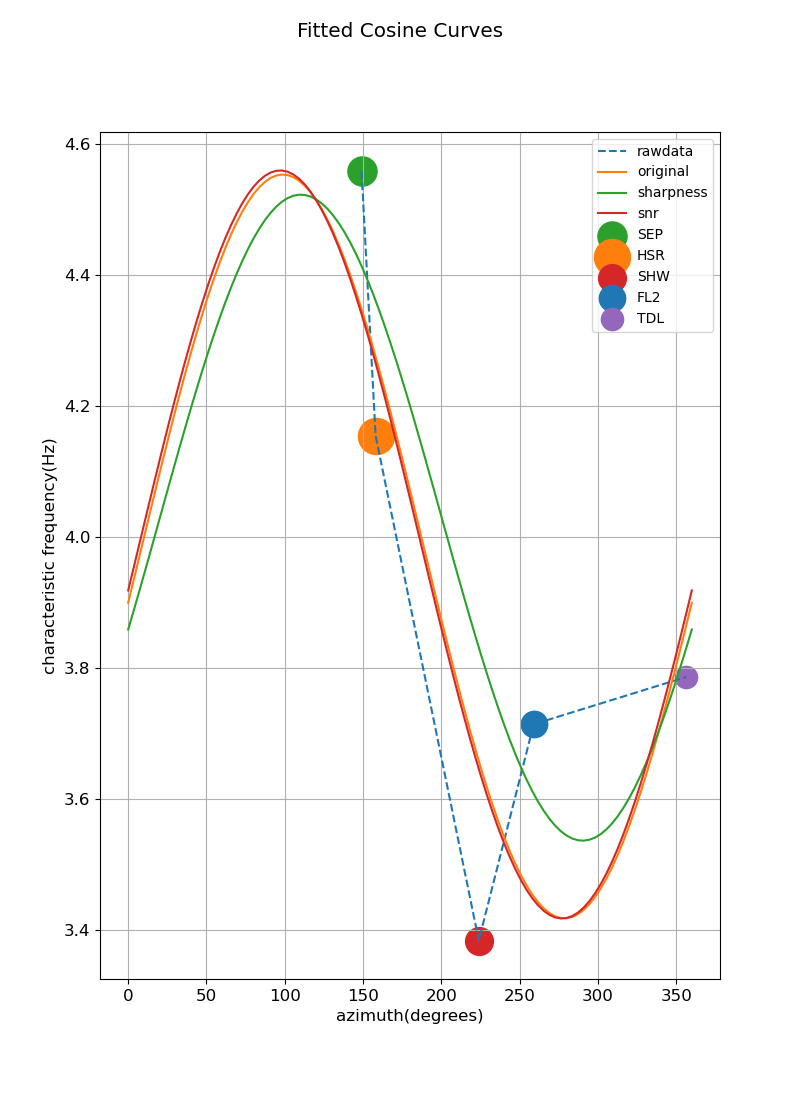 Fitted Cosine Curves
4.6
4.4
4.2
4.0
3.8
3.6
3.4
characteristic frequency(Hz)
0 50 100 150 200 250 300 350
azimuth(degrees)
rawdata
original
sharpness
snr
SEP
HSR
SHW
FL2
TDL